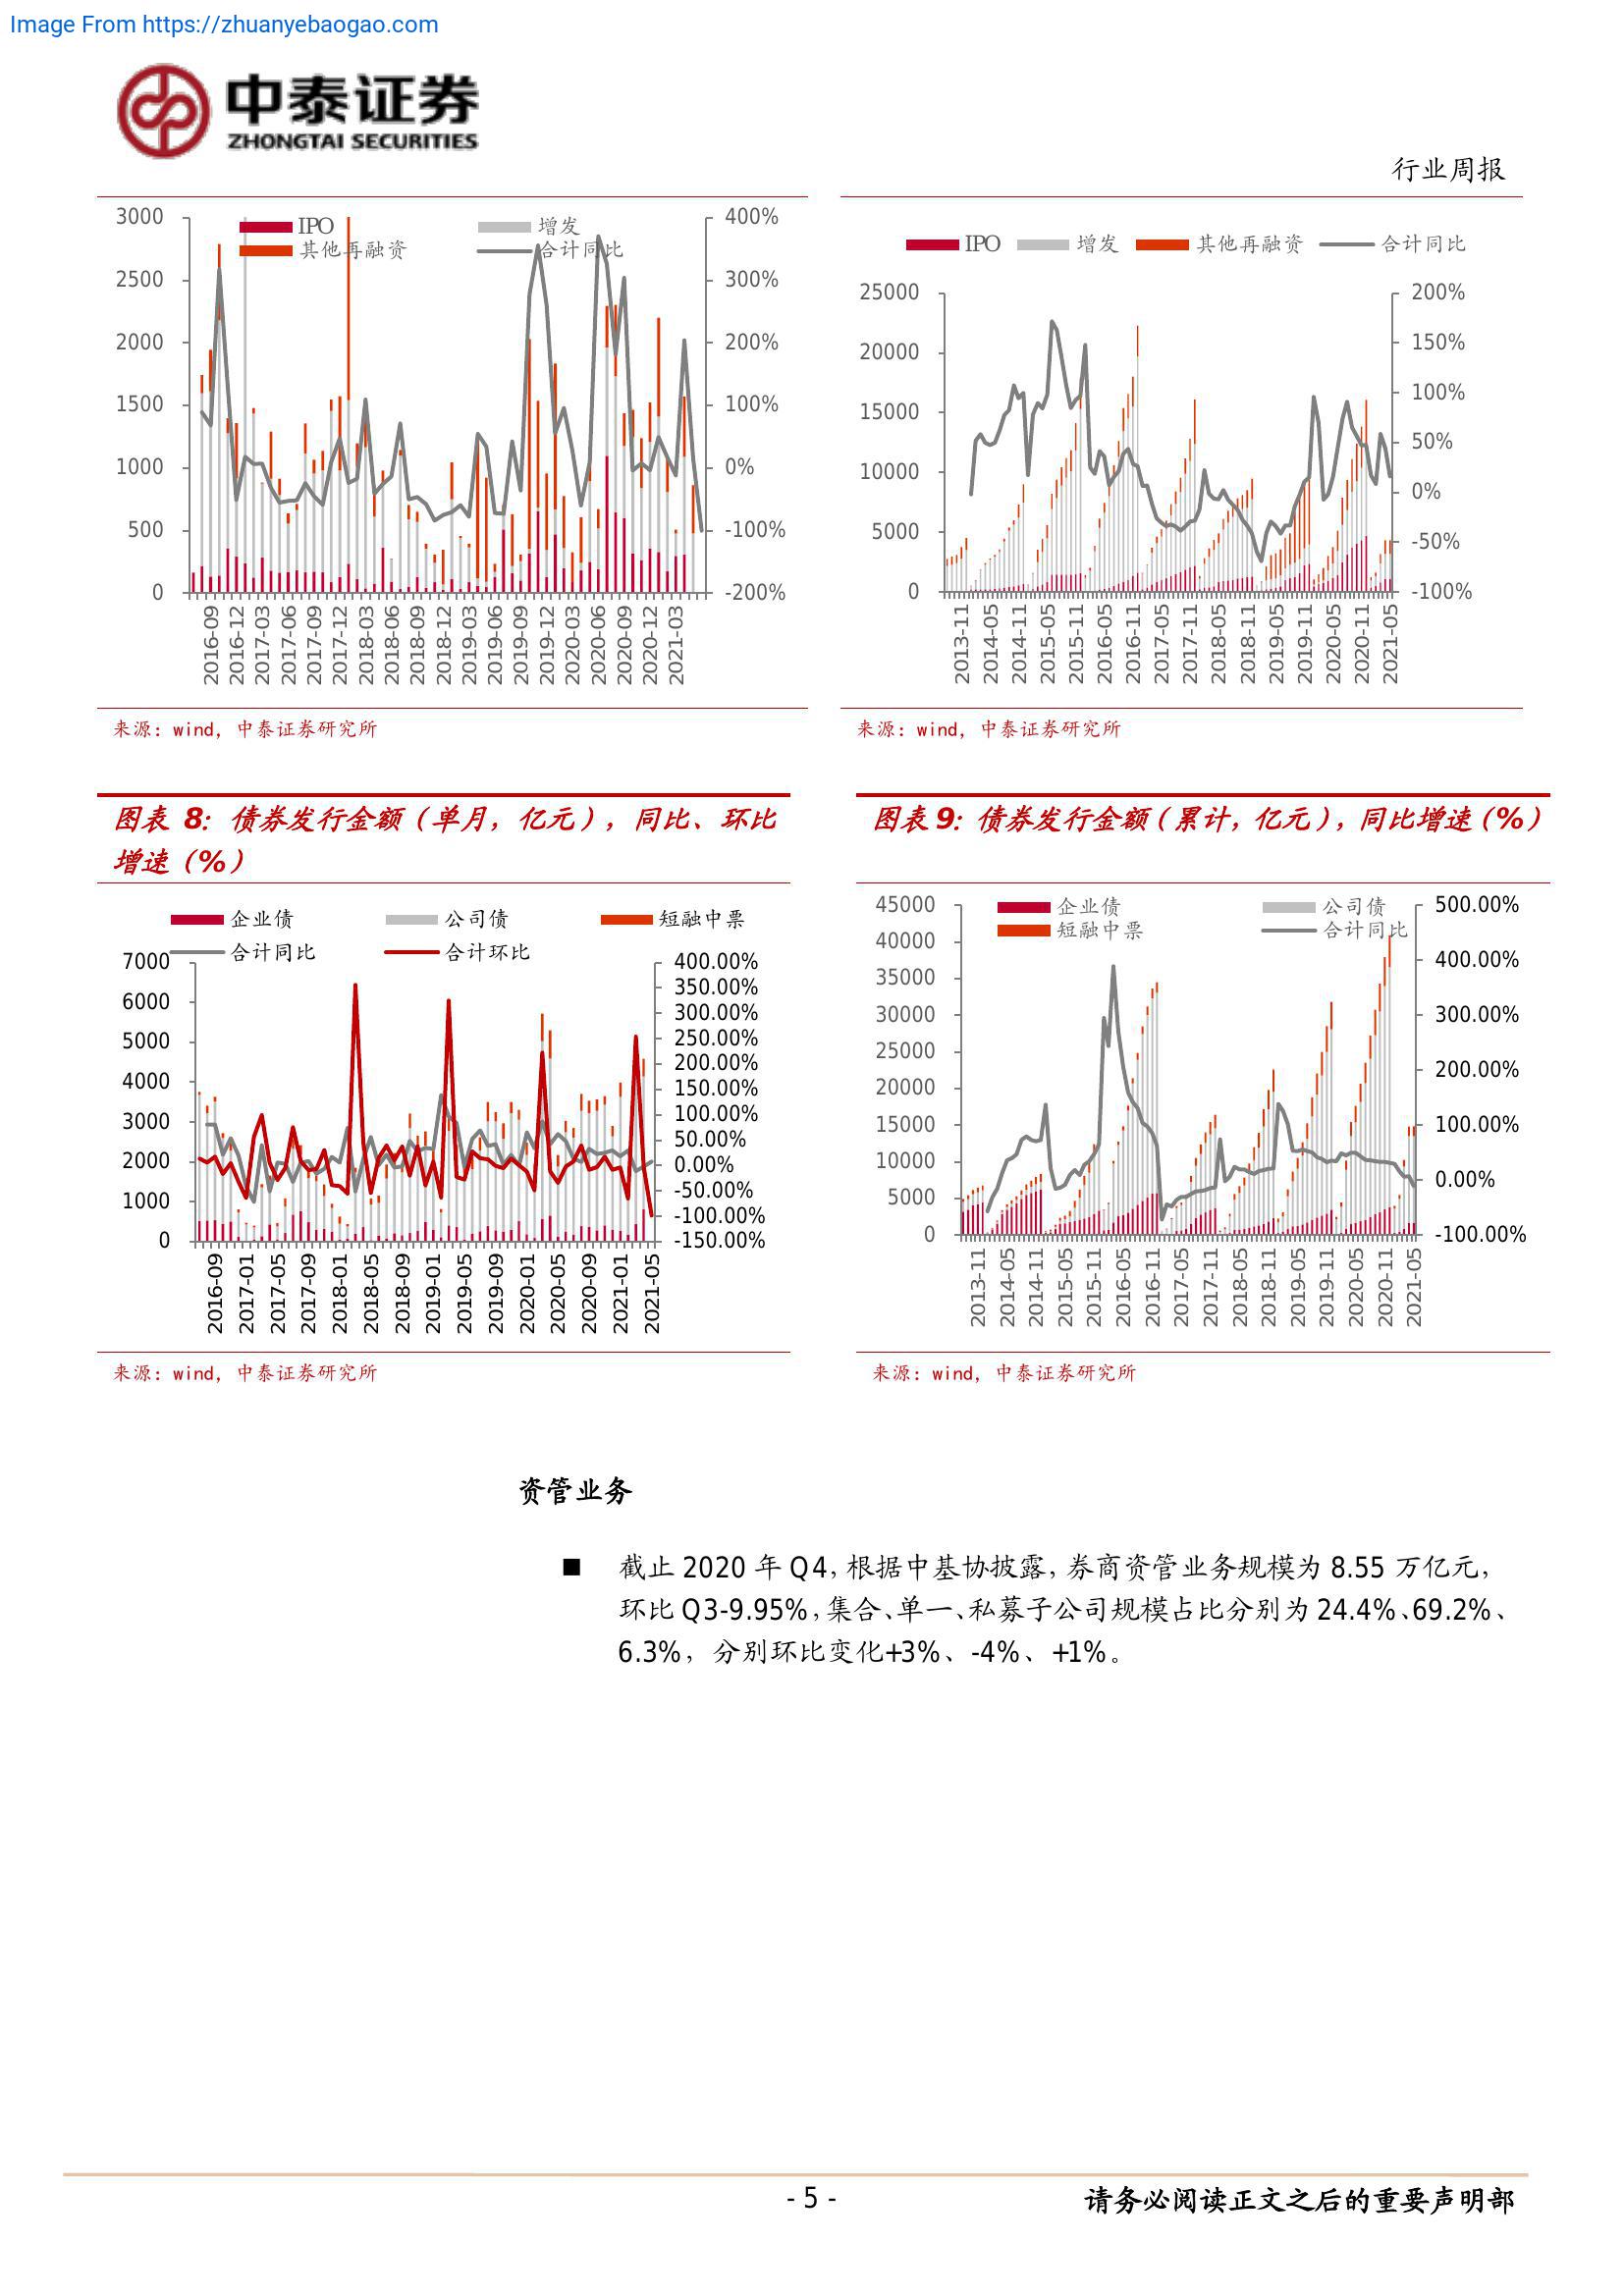 Image From https://zhuanyebaogao.com
中泰证券
ZHONGTAI SECURITIES
行业周报
IPO 增发
其他再融资 合计同比
3000
2500
2000
1500
1000
500
0
400%
300%
200%
100%
0%
-100%
-200%
2016-09 2016-12 2017-03 2017-06 2017-09 2017-12 2018-03 2018-06 2018-09 2018-12 2019-03 2019-06 2019-09 2019-12 2020-03 2020-06 2020-09 2020-12 2021-03
来源：wind，中泰证券研究所
IPO 增发 其他再融资 合计同比
25000
20000
15000
10000
5000
0
200%
150%
100%
50%
0%
-50%
-100%
2013-11 2014-05 2014-11 2015-05 2015-11 2016-05 2016-11 2017-05 2017-11 2018-05 2018-11 2019-05 2019-11 2020-05 2020-11 2021-05
来源：wind，中泰证券研究所
图表 8：债券发行金额（单月，亿元），同比、环比
增速（%）
企业债 公司债 短融中票
合计同比 合计环比
7000
6000
5000
4000
3000
2000
1000
0
400.00%
350.00%
300.00%
250.00%
200.00%
150.00%
100.00%
50.00%
0.00%
-50.00%
-100.00%
-150.00%
2016-09 2017-01 2017-05 2017-09 2018-01 2018-05 2018-09 2019-01 2019-05 2019-09 2020-01 2020-05 2020-09 2021-01 2021-05
来源：wind，中泰证券研究所
图表 9：债券发行金额（累计，亿元），同比增速（%）
企业债 公司债
短融中票 合计同比
45000
40000
35000
30000
25000
20000
15000
10000
5000
0
500.00%
400.00%
300.00%
200.00%
100.00%
0.00%
-100.00%
2013-11 2014-05 2014-11 2015-05 2015-11 2016-05 2016-11 2017-05 2017-11 2018-05 2018-11 2019-05 2019-11 2020-05 2020-11 2021-05
来源：wind，中泰证券研究所
资管业务
■ 截止 2020 年 Q4，根据中基协披露，券商资管业务规模为 8.55 万亿元，
环比 Q3-9.95%，集合、单一、私募子公司规模占比分别为 24.4%、69.2%、
6.3%，分别环比变化+3%、-4%、+1%。
- 5 -
请务必阅读正文之后的重要声明部